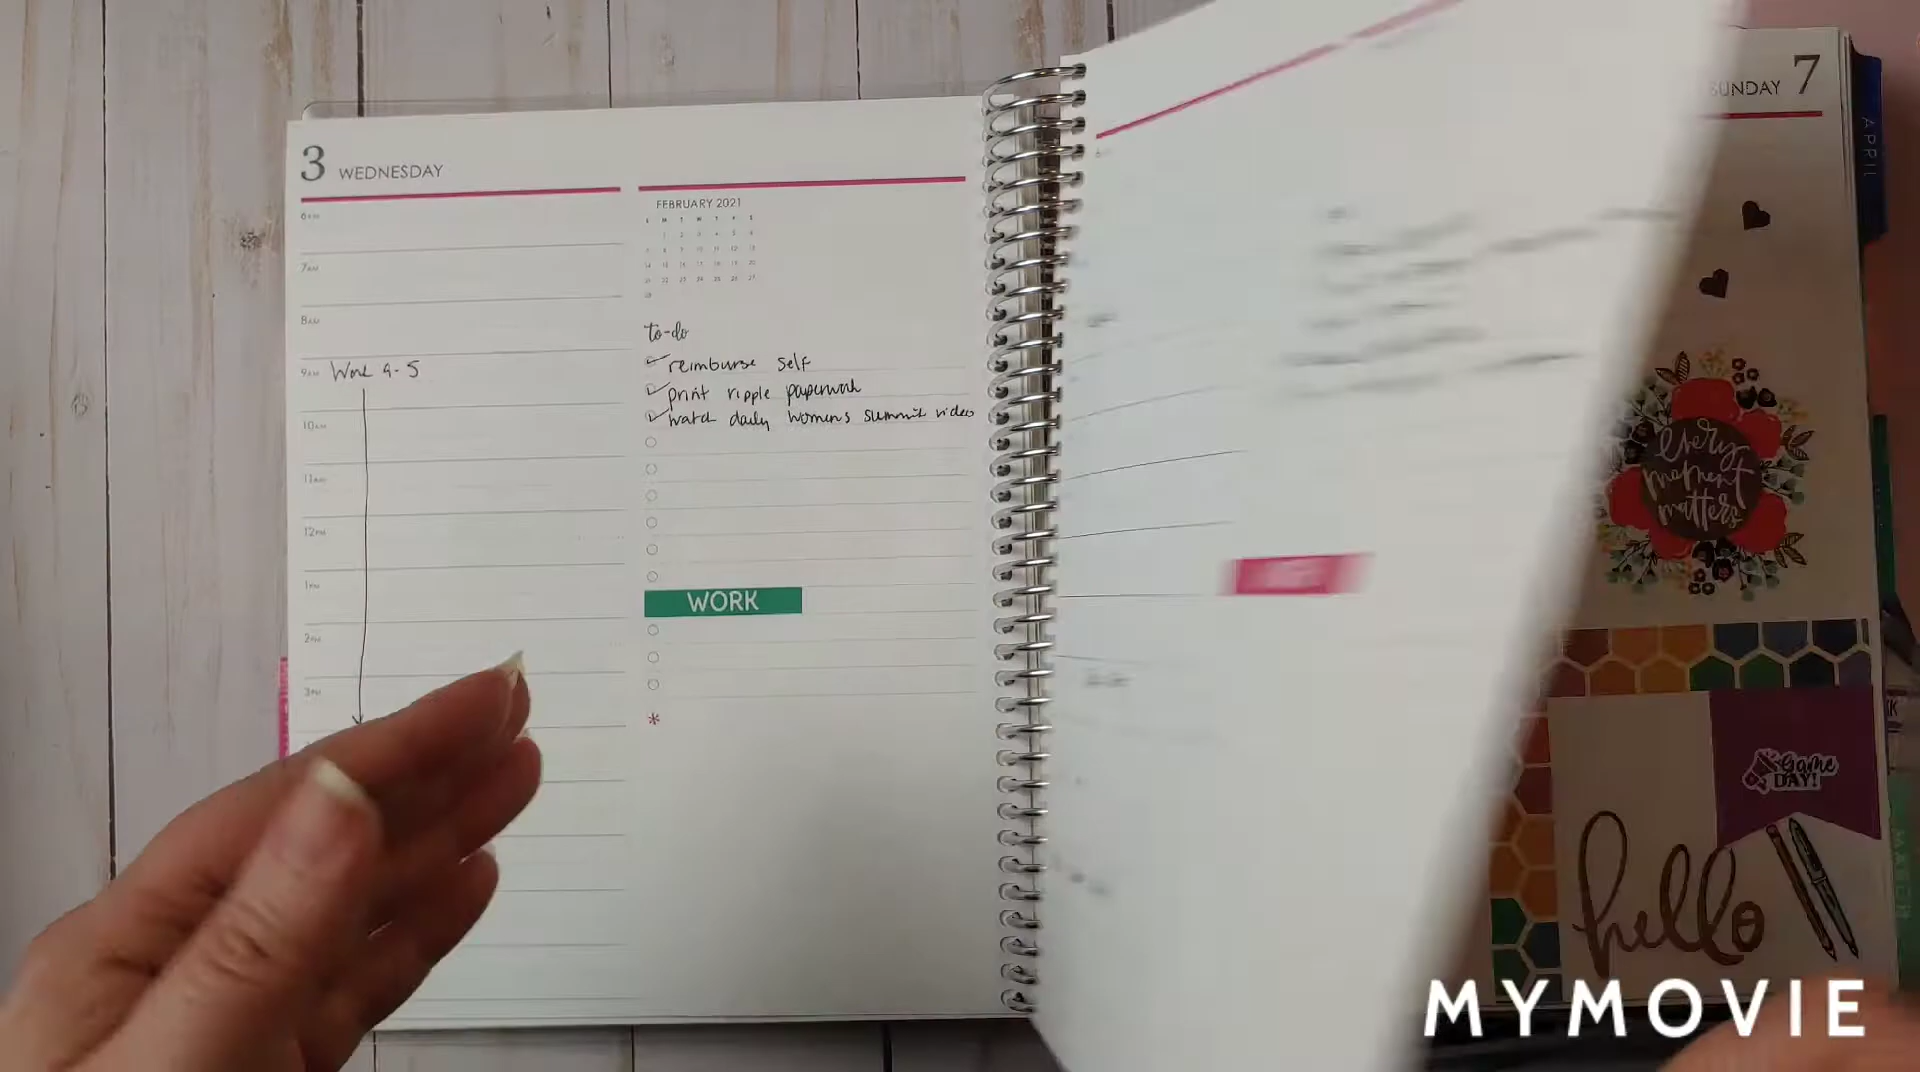 3 WEDNESDAY
FEBRUARY 2021
S M T W T F S
1 2 3 4 5 6
7 8 9 10 11 12 13
14 15 16 17 18 19 20
21 22 23 24 25 26 27
28
6AM
7AM
8AM
9AM Work 9-5
10AM
11AM
12PM
1PM
2PM
3PM
to-do
reimburse self
print ripple paperwork
watch daily womens summit video
WORK
*
SUNDAY 7
APRIL
every
moment
matters
Game
DAY!
hello
MARCH
MYMOVIE